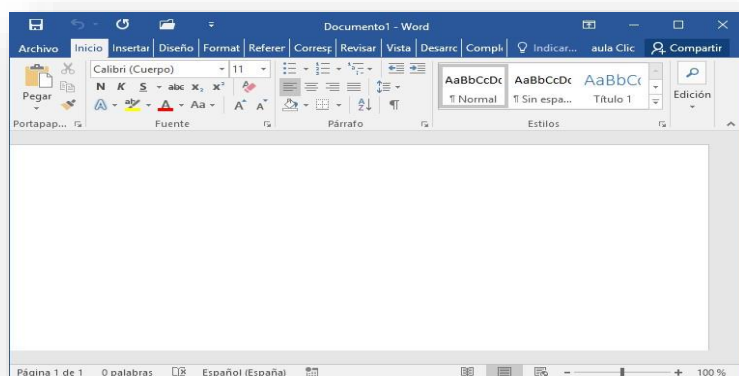 Documento1 - Word
Archivo Inicio Insertar Diseño Format Referer Corresp Revisar Vista Desarrc Compl Indicar... aula Clic Compartir
Pegar
Calibri (Cuerpo) 11
N K S abc x₂ x²
A aby A Aa A A
AaBbCcDc AaBbCcDc AaBbC
¶ Normal ¶ Sin espa... Título 1
Edición
Portapap... Fuente Párrafo Estilos
Página 1 de 1 0 palabras Español (España) 100 %